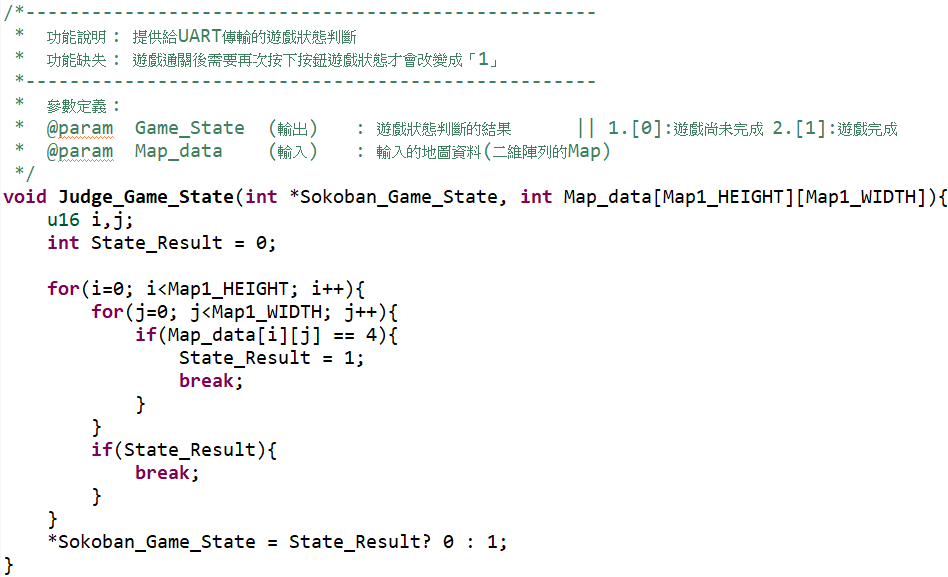 /*----------------------------------------------------
 *  功能說明： 提供給UART傳輸的遊戲狀態判斷
 *  功能缺失： 遊戲通關後需要再次按下按鈕遊戲狀態才會改變成「1」
 *----------------------------------------------------
 *  參數定義：
 *  @param  Game_State  (輸出)   : 遊戲狀態判斷的結果      || 1.[0]:遊戲尚未完成 2.[1]:遊戲完成
 *  @param  Map_data    (輸入)   : 輸入的地圖資料(二維陣列的Map)
 */
void Judge_Game_State(int *Sokoban_Game_State, int Map_data[Map1_HEIGHT][Map1_WIDTH]){
    u16 i,j;
    int State_Result = 0;

    for(i=0; i<Map1_HEIGHT; i++){
        for(j=0; j<Map1_WIDTH; j++){
            if(Map_data[i][j] == 4){
                State_Result = 1;
                break;
            }
        }
        if(State_Result){
            break;
        }
    }
    *Sokoban_Game_State = State_Result? 0 : 1;
}